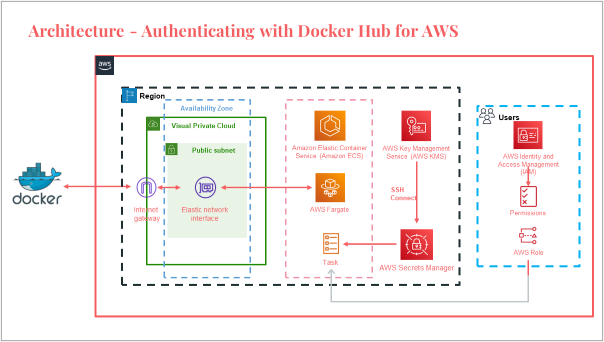 Architecture - Authenticating with Docker Hub for AWS
aws
Region
Availability Zone
Visual Private Cloud
Public subnet
docker
Internet
gateway
Elastic network
interface
Amazon Elastic Container
Service (Amazon ECS)
AWS Fargate
Task
AWS Key Management
Service (AWS KMS)
SSH
Connect
AWS Secrets Manager
Users
AWS Identity and
Access Management
(IAM)
Permissions
AWS Role